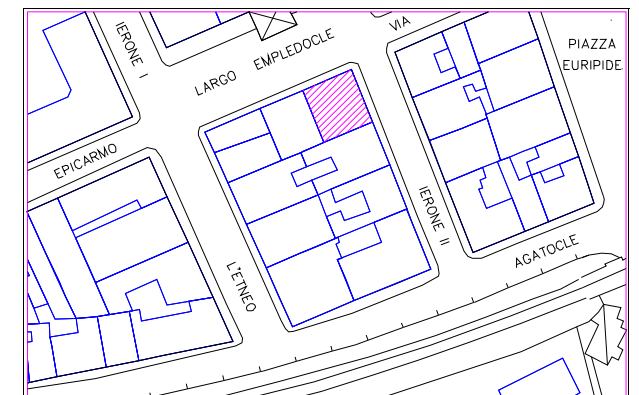 IERONE I
LARGO EMPLEDOCLE
VIA
PIAZZA
EURIPIDE
EPICARMO
IERONE II
L'ETNEO
AGATOCLE